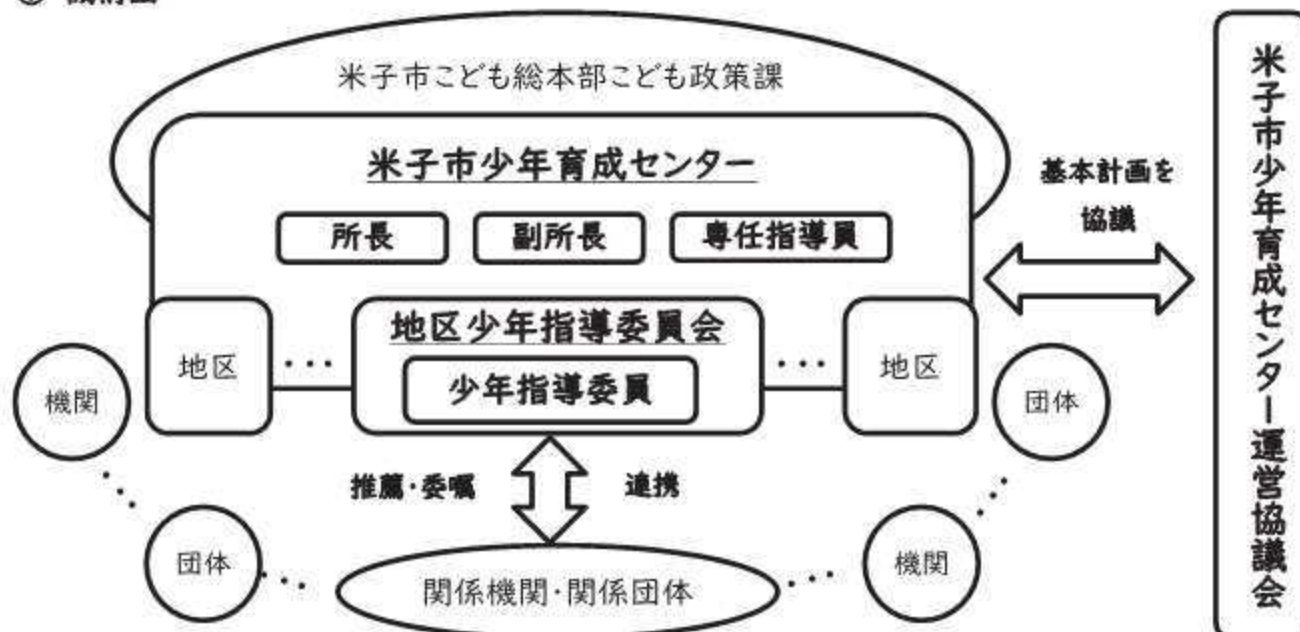 米子市こども総本部こども政策課
米子市少年育成センター
所長
副所長
専任指導員
基本計画を
協議
米子市少年育成センター運営協議会
地区
・・・
地区少年指導委員会
少年指導委員
・・・
地区
機関
団体
推薦・委嘱
連携
団体
関係機関・関係団体
機関